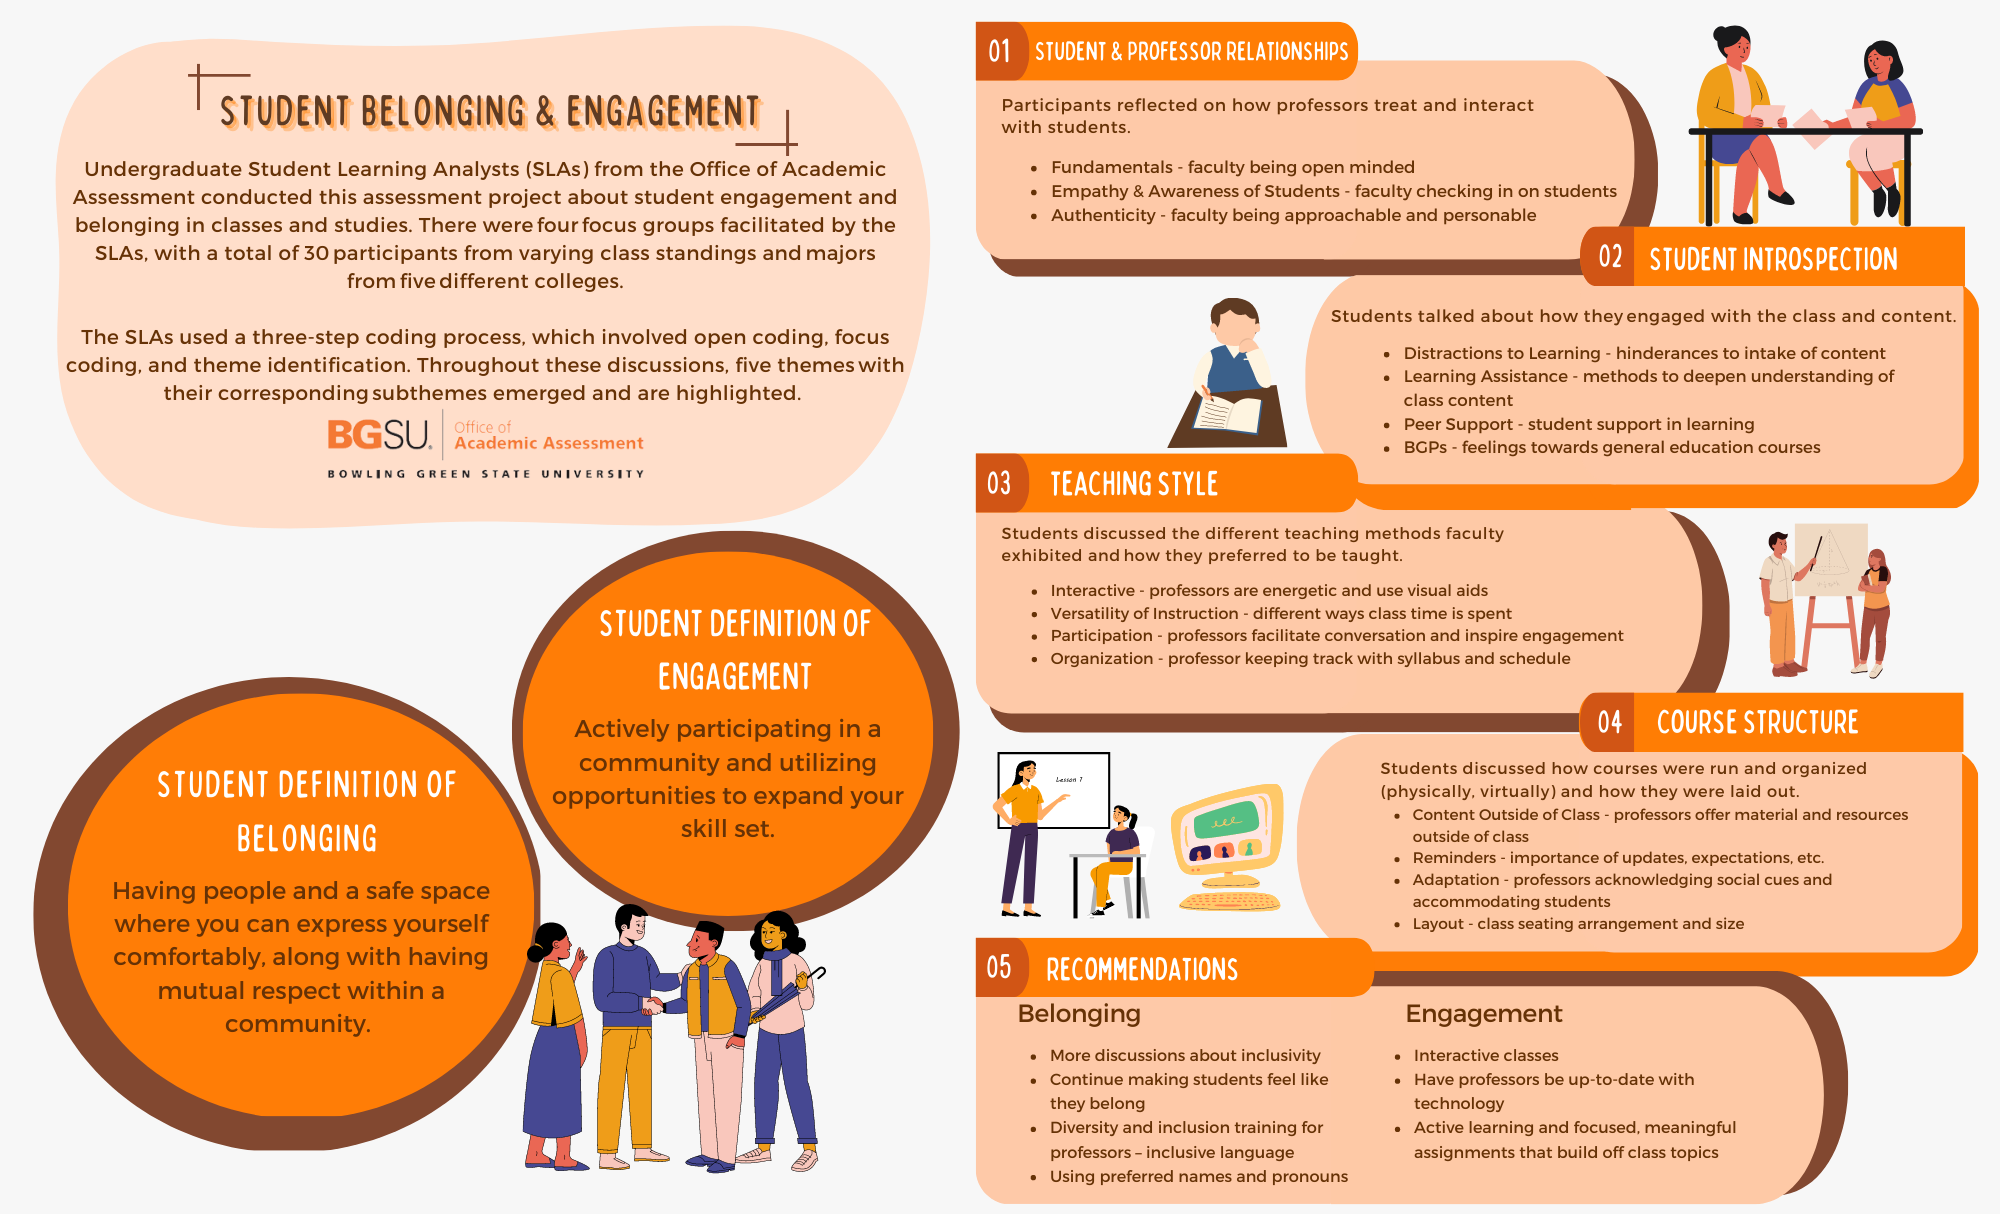 STUDENT BELONGING & ENGAGEMENT
Undergraduate Student Learning Analysts (SLAs) from the Office of Academic
Assessment conducted this assessment project about student engagement and
belonging in classes and studies. There were four focus groups facilitated by the
SLAs, with a total of 30 participants from varying class standings and majors
from five different colleges.
The SLAs used a three-step coding process, which involved open coding, focus
coding, and theme identification. Throughout these discussions, five themes with
their corresponding subthemes emerged and are highlighted.
BGSU.
Office of
Academic Assessment
BOWLING GREEN STATE UNIVERSITY
STUDENT DEFINITION OF
ENGAGEMENT
Actively participating in a
community and utilizing
opportunities to expand your
skill set.
STUDENT DEFINITION OF
BELONGING
Having people and a safe space
where you can express yourself
comfortably, along with having
mutual respect within a
community.
01 STUDENT & PROFESSOR RELATIONSHIPS
Participants reflected on how professors treat and interact
with students.
• Fundamentals - faculty being open minded
• Empathy & Awareness of Students - faculty checking in on students
• Authenticity - faculty being approachable and personable
02 STUDENT INTROSPECTION
Students talked about how they engaged with the class and content.
• Distractions to Learning - hinderances to intake of content
• Learning Assistance - methods to deepen understanding of
class content
• Peer Support - student support in learning
• BGPs - feelings towards general education courses
03 TEACHING STYLE
Students discussed the different teaching methods faculty
exhibited and how they preferred to be taught.
• Interactive - professors are energetic and use visual aids
• Versatility of Instruction - different ways class time is spent
• Participation - professors facilitate conversation and inspire engagement
• Organization - professor keeping track with syllabus and schedule
04 COURSE STRUCTURE
Students discussed how courses were run and organized
(physically, virtually) and how they were laid out.
• Content Outside of Class - professors offer material and resources
outside of class
• Reminders - importance of updates, expectations, etc.
• Adaptation - professors acknowledging social cues and
accommodating students
• Layout - class seating arrangement and size
Lesson 1
05 RECOMMENDATIONS
Belonging
• More discussions about inclusivity
• Continue making students feel like
they belong
• Diversity and inclusion training for
professors – inclusive language
• Using preferred names and pronouns
Engagement
• Interactive classes
• Have professors be up-to-date with
technology
• Active learning and focused, meaningful
assignments that build off class topics